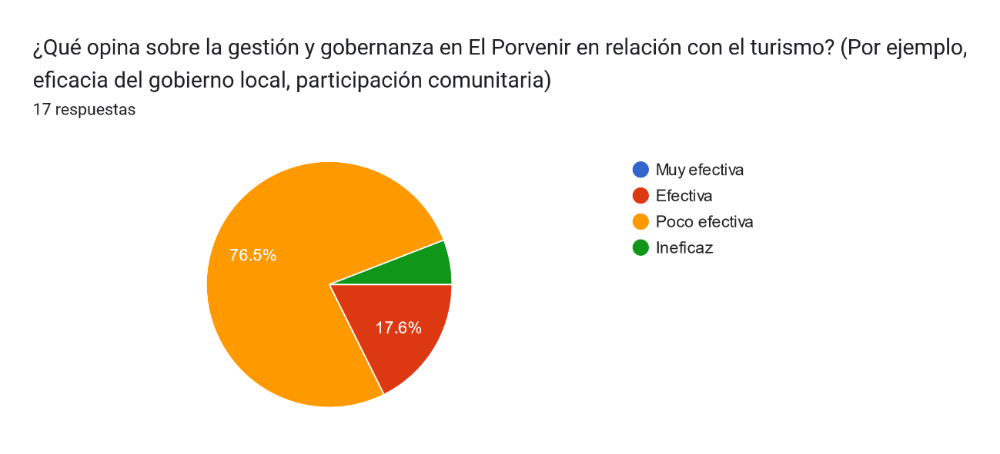 ¿Qué opina sobre la gestión y gobernanza en El Porvenir en relación con el turismo? (Por ejemplo,
eficacia del gobierno local, participación comunitaria)
17 respuestas
Muy efectiva
Efectiva
Poco efectiva
Ineficaz
76.5%
17.6%